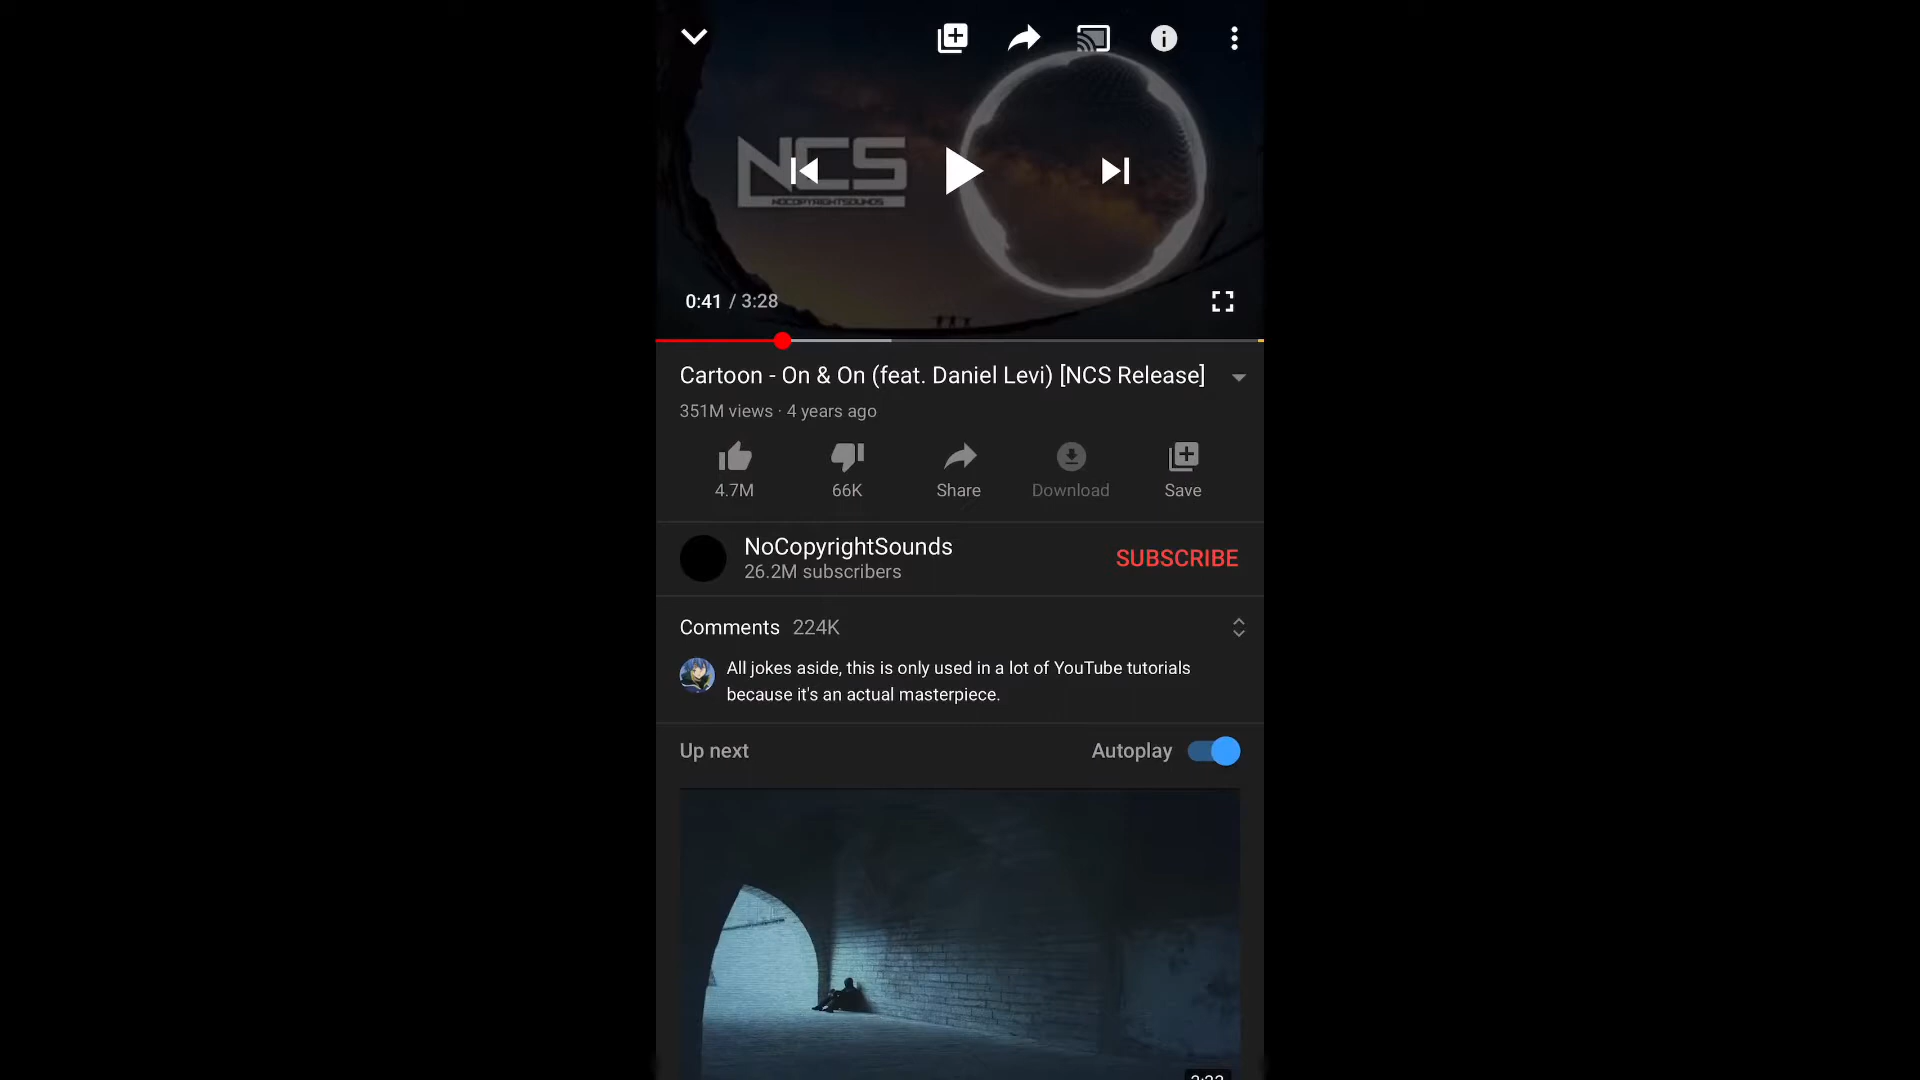 NCS
NOCOPYRIGHTSOUNDS
0:41 / 3:28
Cartoon - On & On (feat. Daniel Levi) [NCS Release]
351M views · 4 years ago
4.7M
66K
Share
Download
Save
NoCopyrightSounds
26.2M subscribers
SUBSCRIBE
Comments 224K
All jokes aside, this is only used in a lot of YouTube tutorials
because it's an actual masterpiece.
Up next
Autoplay